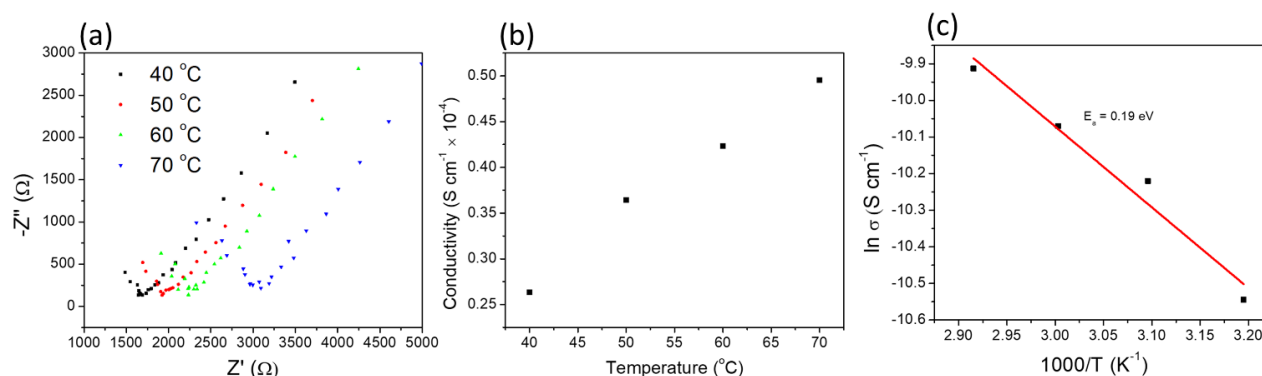 (a)
3000
2500
2000
1500
1000
500
0
-Z'' (Ω)
40 °C
50 °C
60 °C
70 °C
1000 1500 2000 2500 3000 3500 4000 4500 5000
Z' (Ω)
(b)
0.50
0.45
0.40
0.35
0.30
0.25
Conductivity (S cm⁻¹ × 10⁻⁴)
40 45 50 55 60 65 70
Temperature (°C)
(c)
-9.9
-10.0
-10.1
-10.2
-10.3
-10.4
-10.5
-10.6
ln σ (S cm⁻¹)
Eₐ = 0.19 eV
2.90 2.95 3.00 3.05 3.10 3.15 3.20
1000/T (K⁻¹)